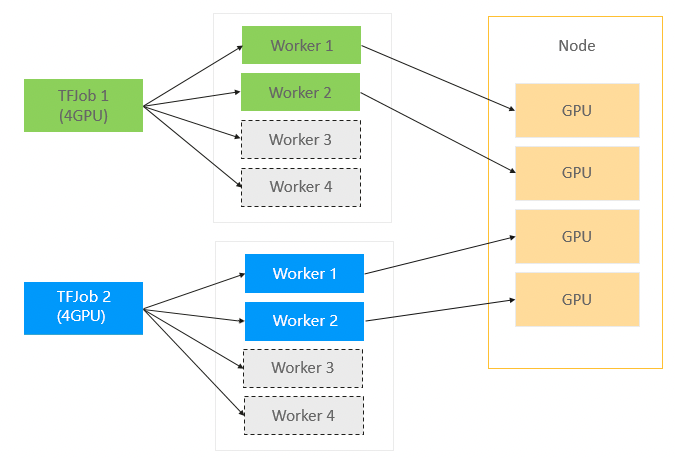 TFJob 1
(4GPU)
Worker 1
Worker 2
Worker 3
Worker 4
TFJob 2
(4GPU)
Worker 1
Worker 2
Worker 3
Worker 4
Node
GPU
GPU
GPU
GPU